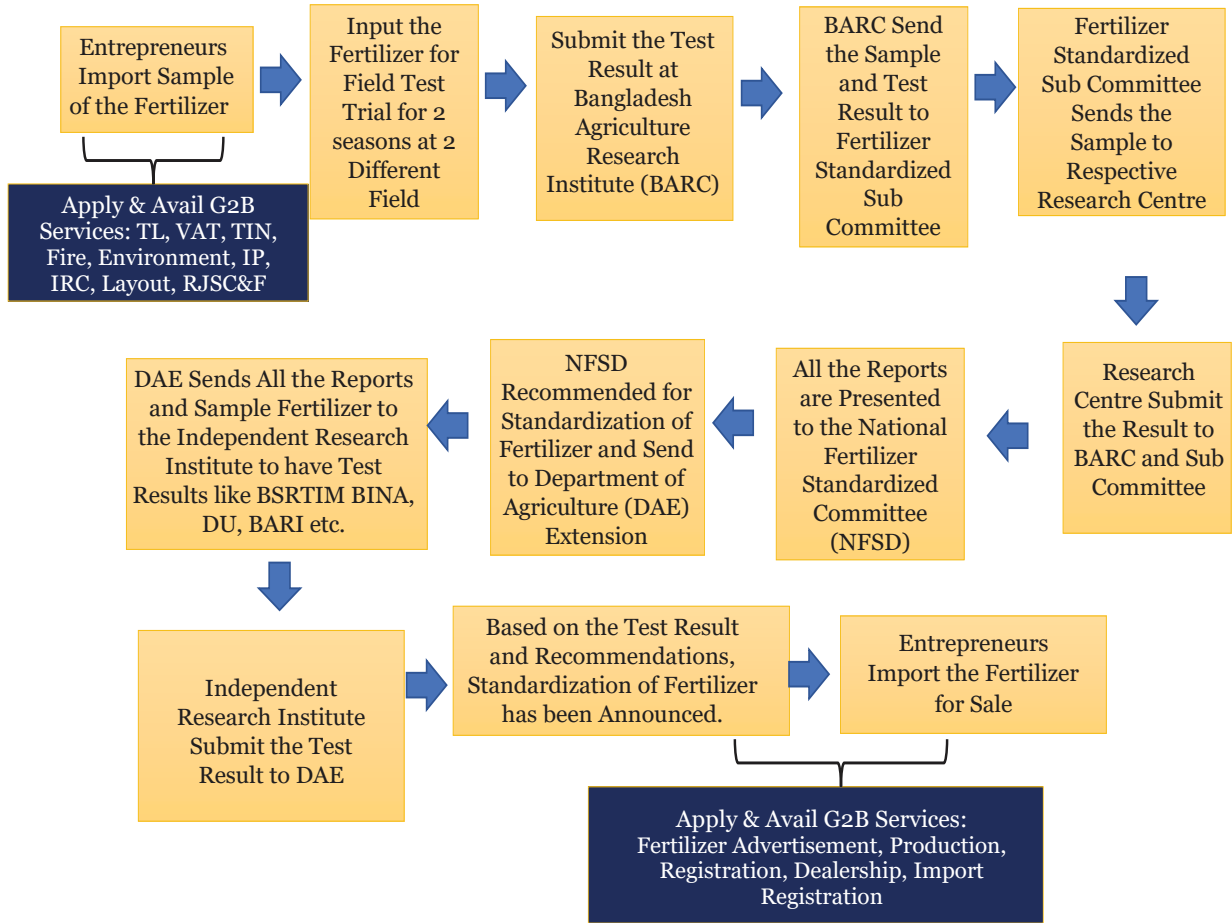 Entrepreneurs
Import Sample
of the Fertilizer
Apply & Avail G2B
Services: TL, VAT, TIN,
Fire, Environment, IP,
IRC, Layout, RJSC&F
Input the
Fertilizer for
Field Test
Trial for 2
seasons at 2
Different
Field
Submit the Test
Result at
Bangladesh
Agriculture
Research
Institute (BARC)
BARC Send
the Sample
and Test
Result to
Fertilizer
Standardized
Sub
Committee
Fertilizer
Standardized
Sub Committee
Sends the
Sample to
Respective
Research Centre
Research
Centre Submit
the Result to
BARC and Sub
Committee
All the Reports
are Presented
to the National
Fertilizer
Standardized
Committee
(NFSD)
NFSD
Recommended for
Standardization of
Fertilizer and Send
to Department of
Agriculture (DAE)
Extension
DAE Sends All the Reports
and Sample Fertilizer to
the Independent Research
Institute to have Test
Results like BSRTIM BINA,
DU, BARI etc.
Independent
Research Institute
Submit the Test
Result to DAE
Based on the Test Result
and Recommendations,
Standardization of Fertilizer
has been Announced.
Entrepreneurs
Import the Fertilizer
for Sale
Apply & Avail G2B Services:
Fertilizer Advertisement, Production,
Registration, Dealership, Import
Registration